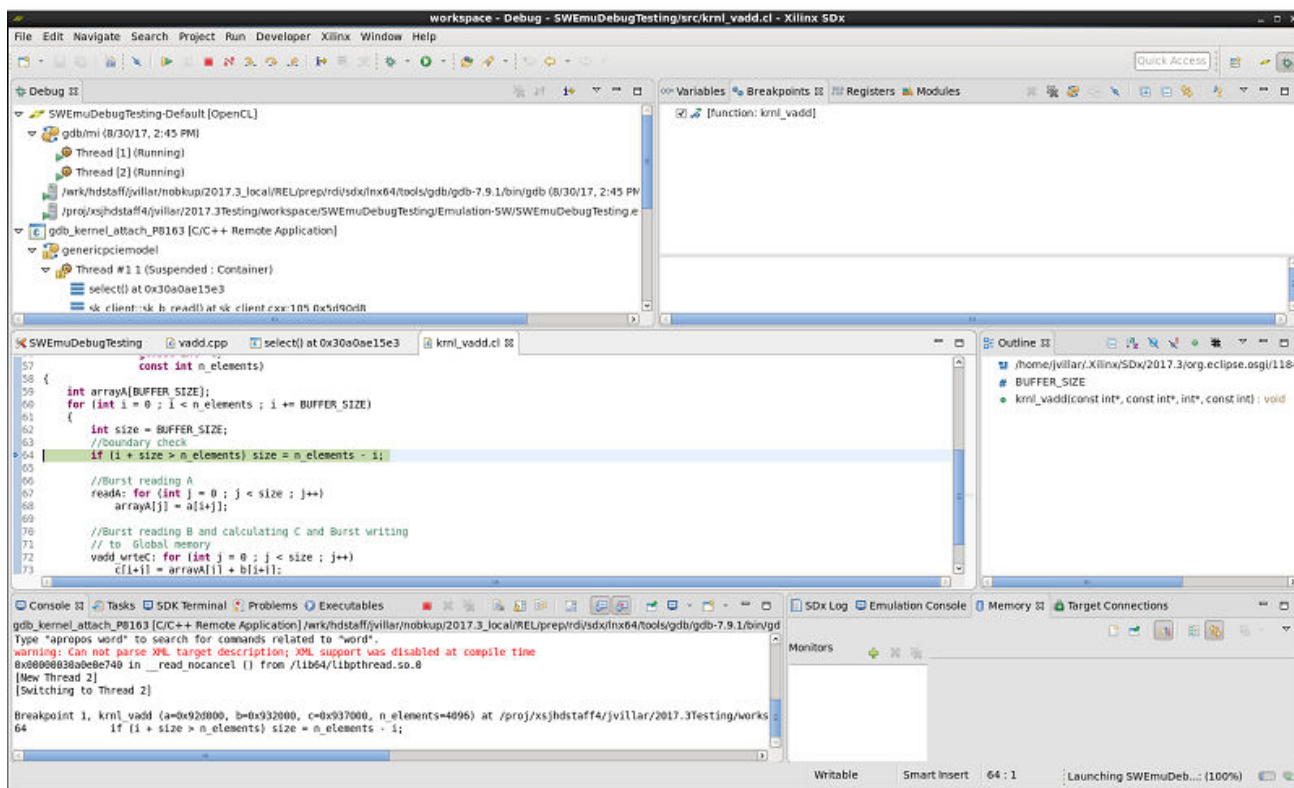 workspace - Debug - SWEmuDebugTesting/src/krnl_vadd.cl - Xilinx SDx
File Edit Navigate Search Project Run Developer Xilinx Window Help
Quick Access
Debug
SWEmuDebugTesting-Default [OpenCL]
gdb/mi (8/30/17, 2:45 PM)
Thread [1] (Running)
Thread [2] (Running)
/wrk/hdstaff/jvillar/nobkup/2017.3_local/REL/prep/rdi/sdx/lnx64/tools/gdb/gdb-7.9.1/bin/gdb (8/30/17, 2:45 PM
/proj/xsjhdstaff4/jvillar/2017.3Testing/workspace/SWEmuDebugTesting/Emulation-SW/SWEmuDebugTesting.e
gdb_kernel_attach_P8163 [C/C++ Remote Application]
genericpciemodel
Thread #1 1 (Suspended : Container)
select() at 0x30a0ae15e3
sk_client::sk_b_read() at sk_client.cxx:105 0x5d90d8
Variables Breakpoints Registers Modules
[function: krnl_vadd]
SWEmuDebugTesting vadd.cpp select() at 0x30a0ae15e3 krnl_vadd.cl
57 const int n_elements)
58 {
59 int arrayA[BUFFER_SIZE];
60 for (int i = 0 ; i < n_elements ; i += BUFFER_SIZE)
61 {
62 int size = BUFFER_SIZE;
63 //boundary check
64 if (i + size > n_elements) size = n_elements - i;
65
66 //Burst reading A
67 readA: for (int j = 0 ; j < size ; j++)
68 arrayA[j] = a[i+j];
69
70 //Burst reading B and calculating C and Burst writing
71 // to Global memory
72 vadd_wrteC: for (int j = 0 ; j < size ; j++)
73 c[i+j] = arrayA[j] + b[i+j];
Outline
/home/jvillar/.Xilinx/SDx/2017.3/org.eclipse.osgi/118
BUFFER_SIZE
krnl_vadd(const int*, const int*, int*, const int) : void
Console Tasks SDK Terminal Problems Executables
gdb_kernel_attach_P8163 [C/C++ Remote Application] /wrk/hdstaff/jvillar/nobkup/2017.3_local/REL/prep/rdi/sdx/lnx64/tools/gdb/gdb-7.9.1/bin/gd
Type "apropos word" to search for commands related to "word".
warning: Can not parse XML target description; XML support was disabled at compile time
0x00000030a0e0e740 in __read_nocancel () from /lib64/libpthread.so.0
[New Thread 2]
[Switching to Thread 2]
Breakpoint 1, krnl_vadd (a=0x92d000, b=0x932000, c=0x937000, n_elements=4096) at /proj/xsjhdstaff4/jvillar/2017.3Testing/works
64 if (i + size > n_elements) size = n_elements - i;
SDx Log Emulation Console Memory Target Connections
Monitors
Writable Smart Insert 64 : 1 Launching SWEmuDeb...: (100%)